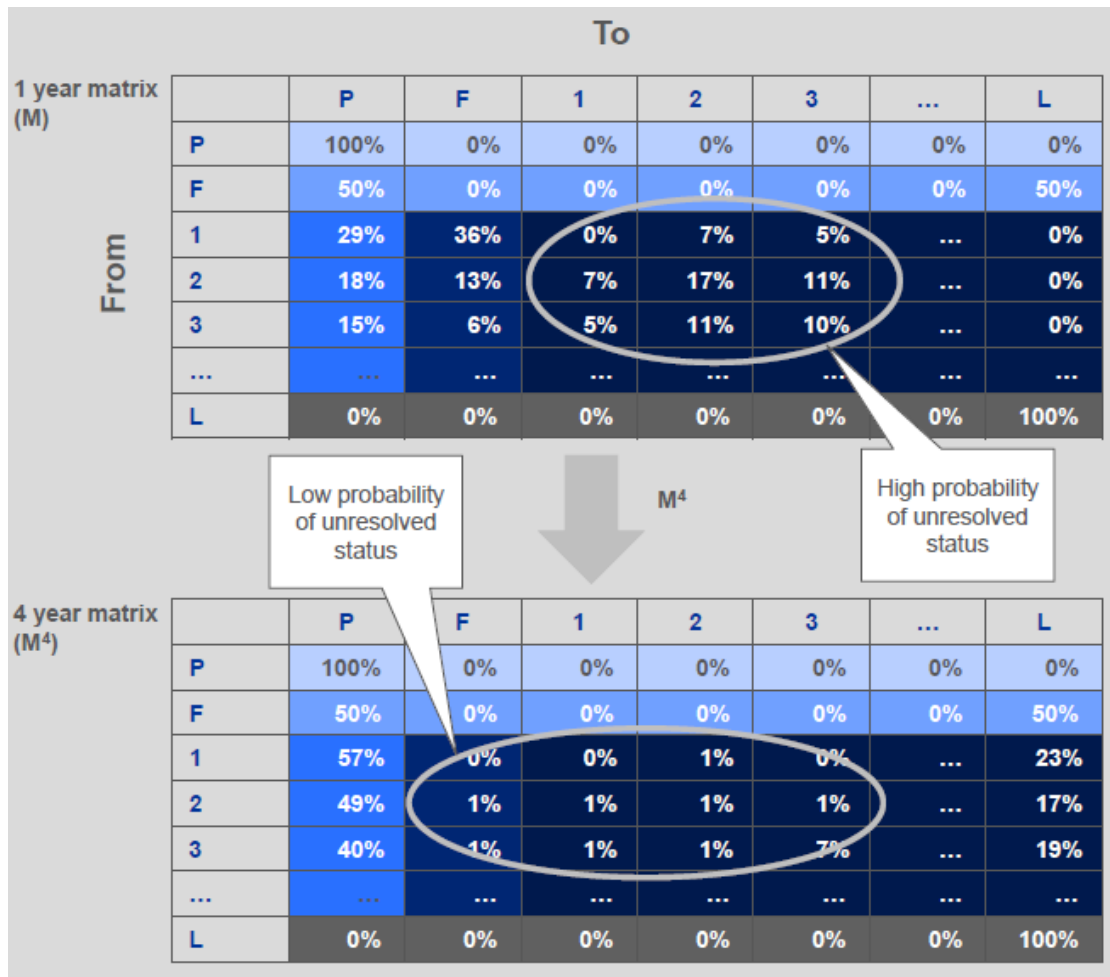 To
1 year matrix
(M)
P F 1 2 3 ... L
P 100% 0% 0% 0% 0% 0% 0%
F 50% 0% 0% 0% 0% 0% 50%
1 29% 36% 0% 7% 5% ... 0%
2 18% 13% 7% 17% 11% ... 0%
3 15% 6% 5% 11% 10% ... 0%
... ... ... ... ... ... ... ...
L 0% 0% 0% 0% 0% 0% 100%
From
Low probability
of unresolved
status
M⁴
High probability
of unresolved
status
4 year matrix
(M⁴)
P F 1 2 3 ... L
P 100% 0% 0% 0% 0% 0% 0%
F 50% 0% 0% 0% 0% 0% 50%
1 57% 0% 0% 1% 0% ... 23%
2 49% 1% 1% 1% 1% ... 17%
3 40% 1% 1% 1% 7% ... 19%
... ... ... ... ... ... ... ...
L 0% 0% 0% 0% 0% 0% 100%